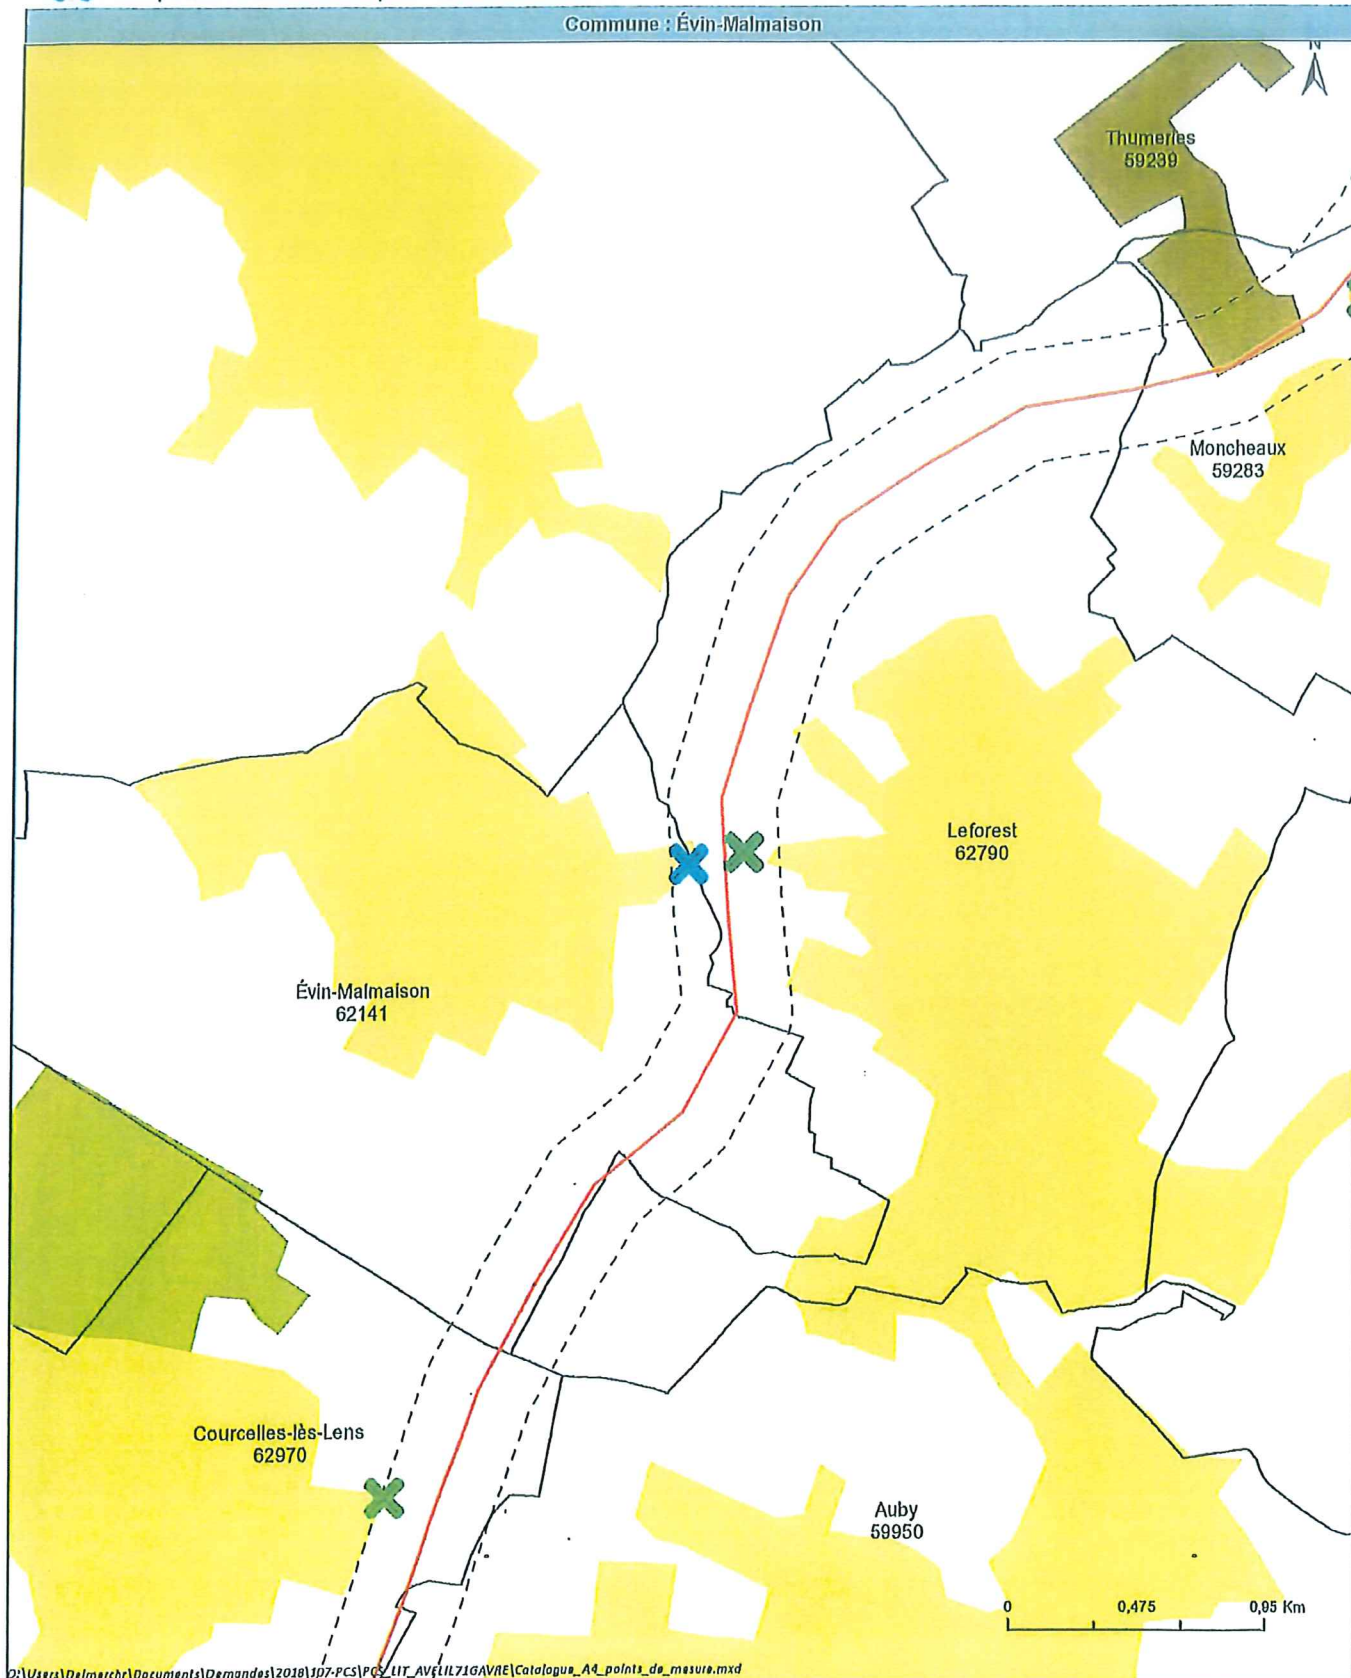 Commune : Évin-Malmaison
N
Thumeries
59239
Moncheaux
59283
Leforest
62790
Évin-Malmaison
62141
Courcelles-lès-Lens
62970
Auby
59950
0 0,475 0,95 Km